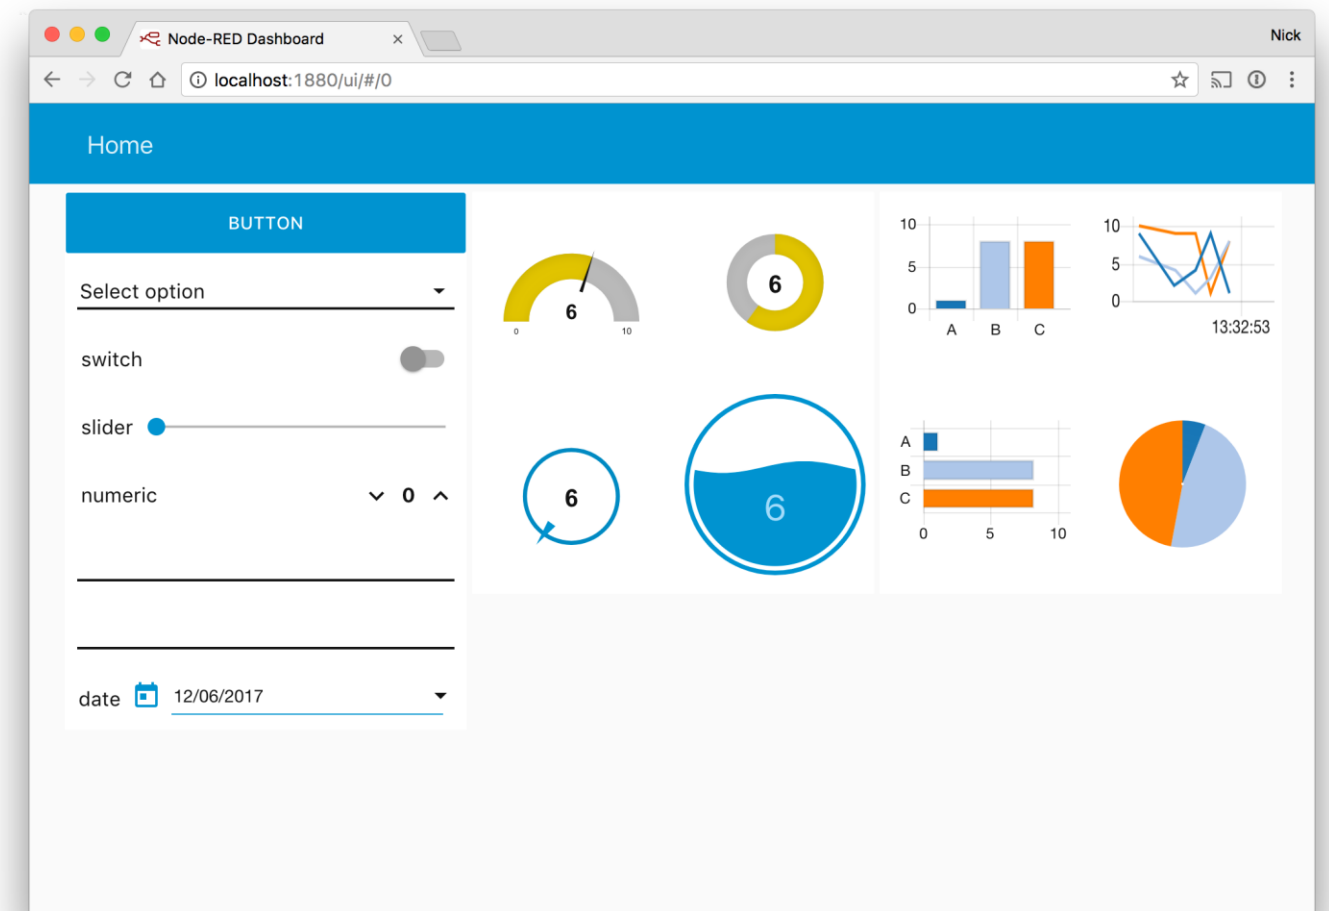 Node-RED Dashboard
Nick
localhost:1880/ui/#/0
Home
BUTTON
Select option
switch
slider
numeric
0
date
12/06/2017
6
0
10
6
6
6
10
5
0
A
B
C
10
5
0
13:32:53
A
B
C
0
5
10